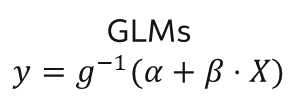 GLMs
y = g⁻¹(α + β · X)